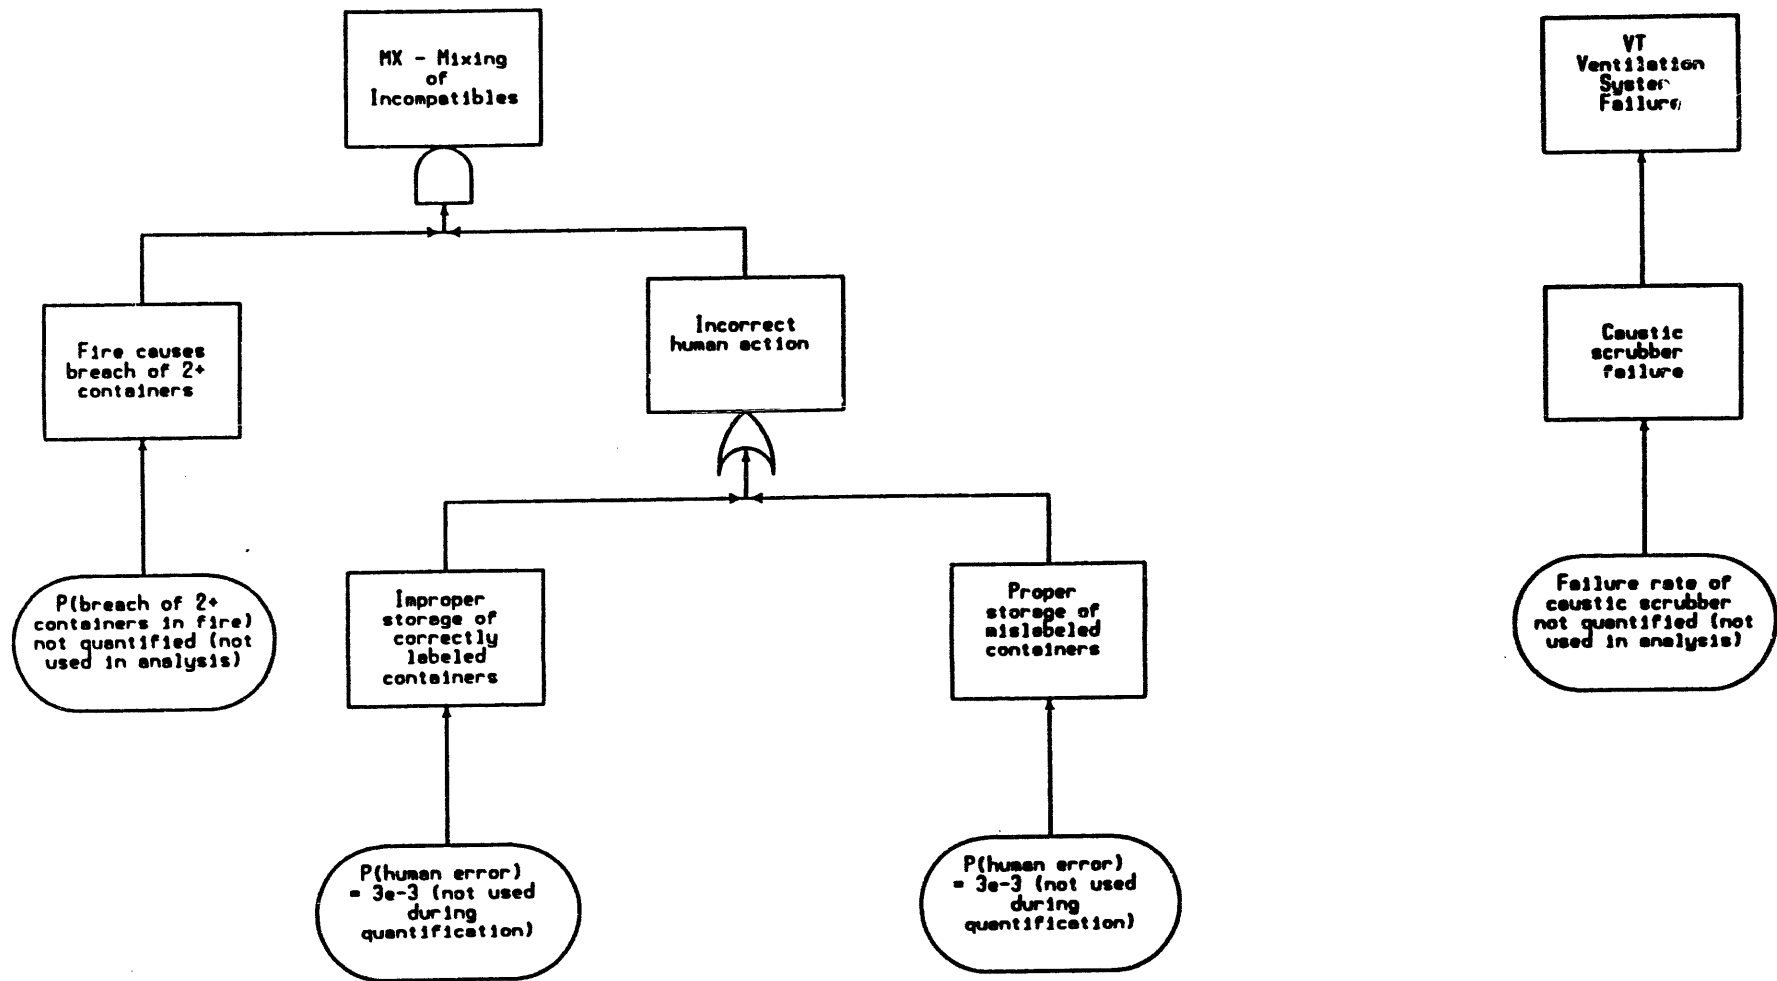 MX - Mixing
of
Incompatibles
VT
Ventilation
System
Failure
Fire causes
breach of 2+
containers
Incorrect
human action
Caustic
scrubber
failure
P(breach of 2+
containers in fire)
not quantified (not
used in analysis)
Improper
storage of
correctly
labeled
containers
Proper
storage of
mislabeled
containers
Failure rate of
caustic scrubber
not quantified (not
used in analysis)
P(human error)
= 3e-3 (not used
during
quantification)
P(human error)
= 3e-3 (not used
during
quantification)